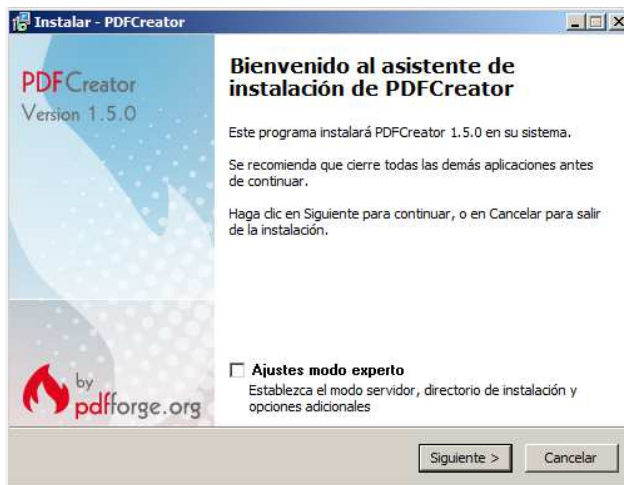 Instalar - PDFCreator
PDFCreator
Version 1.5.0
Bienvenido al asistente de
instalación de PDFCreator
Este programa instalará PDFCreator 1.5.0 en su sistema.
Se recomienda que cierre todas las demás aplicaciones antes
de continuar.
Haga clic en Siguiente para continuar, o en Cancelar para salir
de la instalación.
Ajustes modo experto
Establezca el modo servidor, directorio de instalación y
opciones adicionales
by
pdfforge.org
Siguiente >
Cancelar